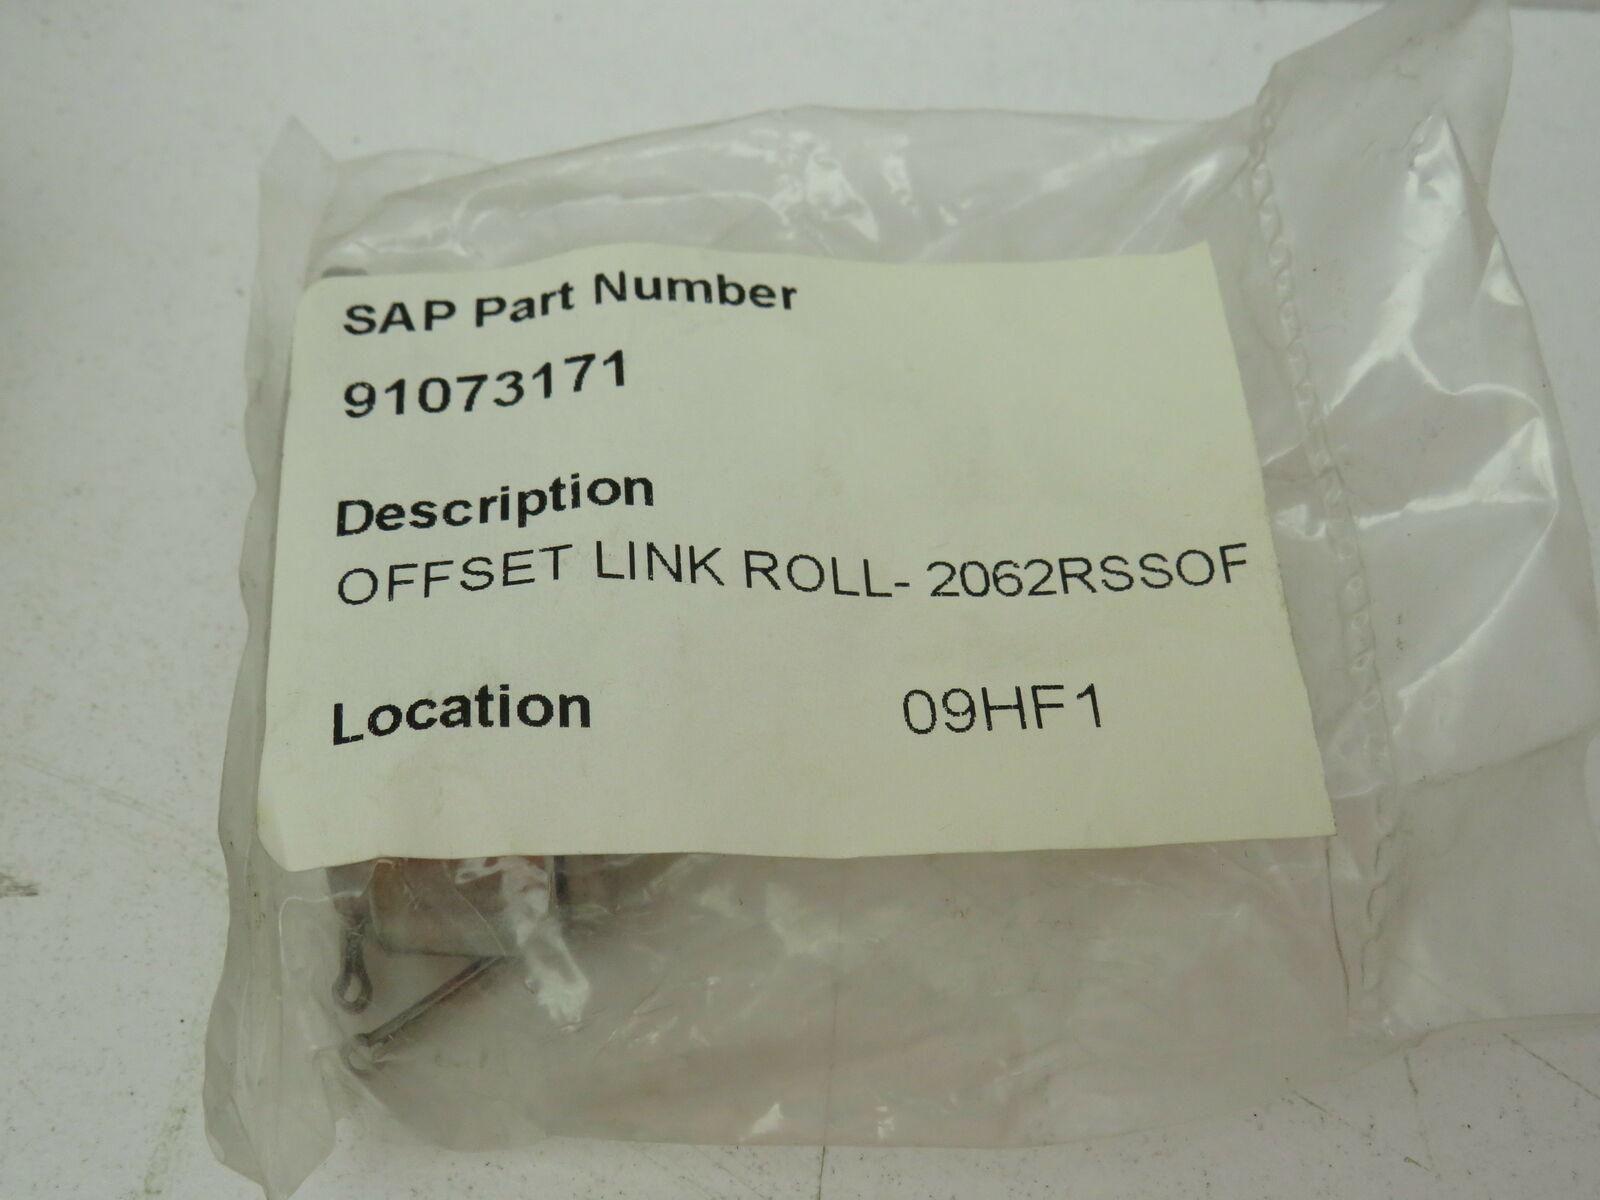 SAP Part Number
91073171
Description
OFFSET LINK ROLL- 2062RSSOF
Location 09HF1